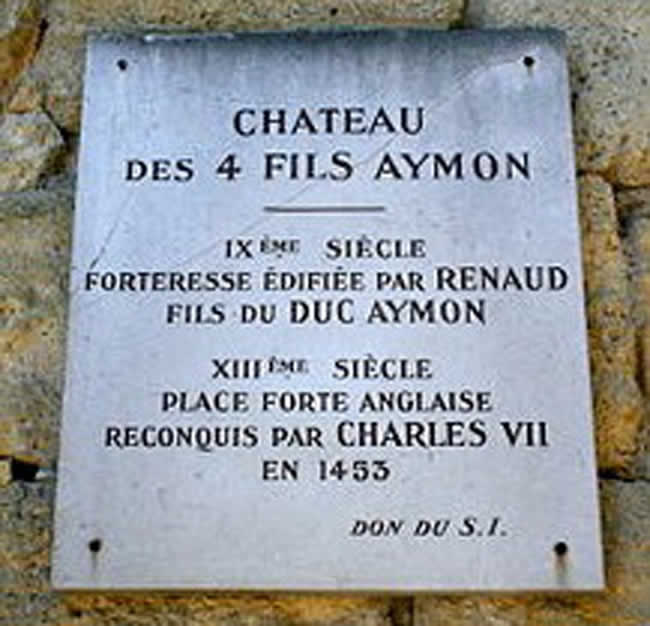 CHATEAU
DES 4 FILS AYMON
IXÈME SIÈCLE
FORTERESSE ÉDIFIÉE PAR RENAUD
FILS DU DUC AYMON
XIIIÈME SIÈCLE
PLACE FORTE ANGLAISE
RECONQUIS PAR CHARLES VII
EN 1453
DON DU S.I.